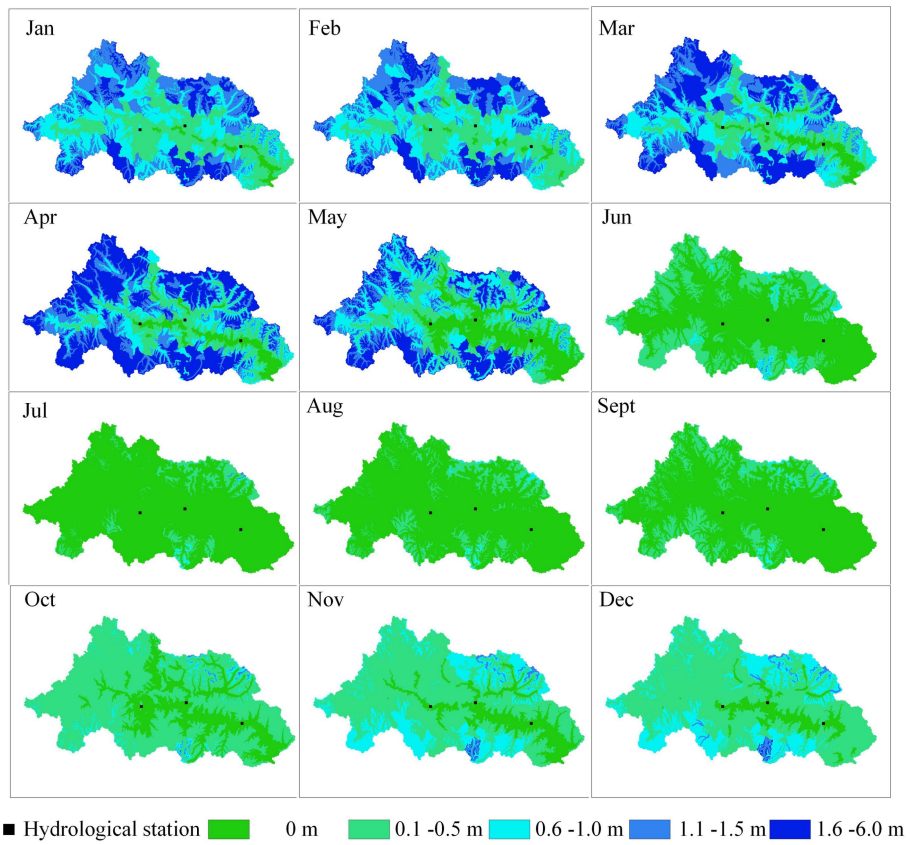 Jan
Feb
Mar
Apr
May
Jun
Jul
Aug
Sept
Oct
Nov
Dec
Hydrological station 0 m 0.1 -0.5 m 0.6 -1.0 m 1.1 -1.5 m 1.6 -6.0 m